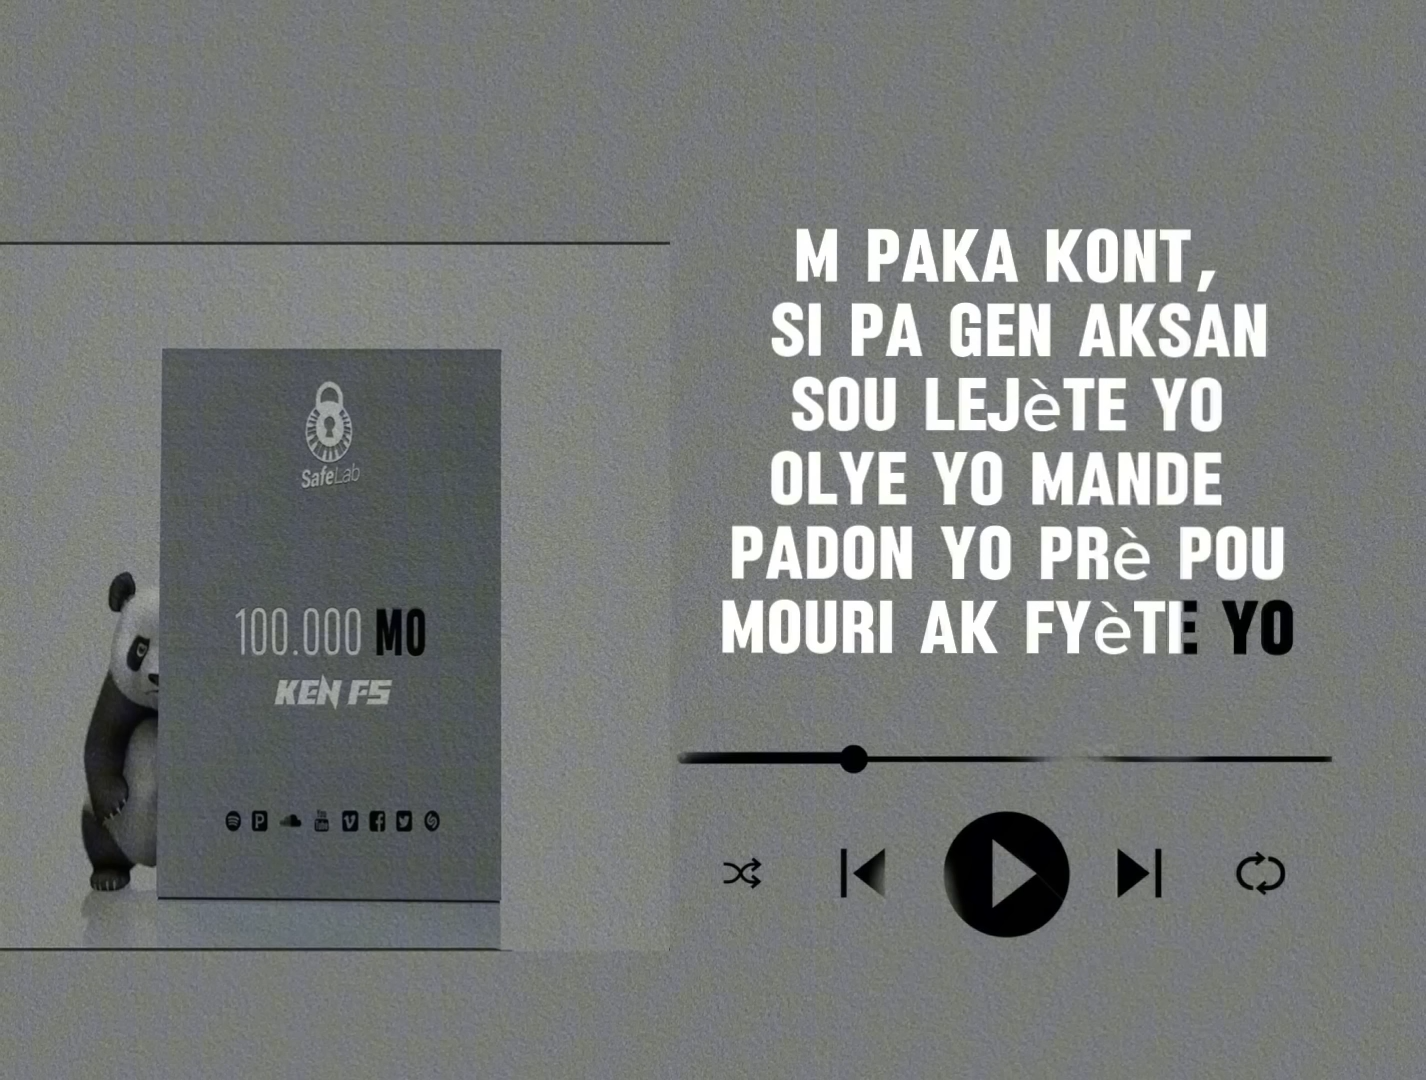 SafeLab
100.000 MO
KEN FS
M PAKA KONT,
SI PA GEN AKSAN
SOU LEJèTE YO
OLYE YO MANDE
PADON YO PRè POU
MOURI AK FYèTE YO